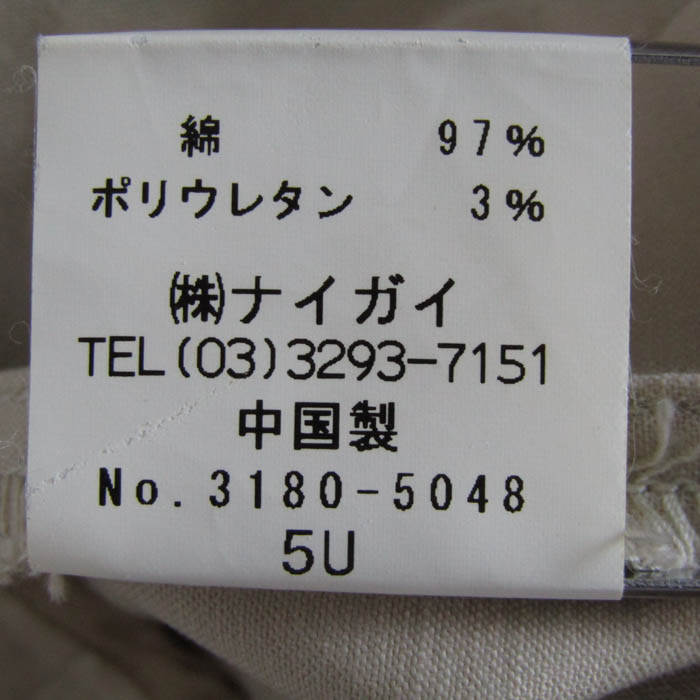 綿 97%
ポリウレタン 3%
㈱ナイガイ
TEL(03)3293-7151
中国製
No.3180-5048
5U